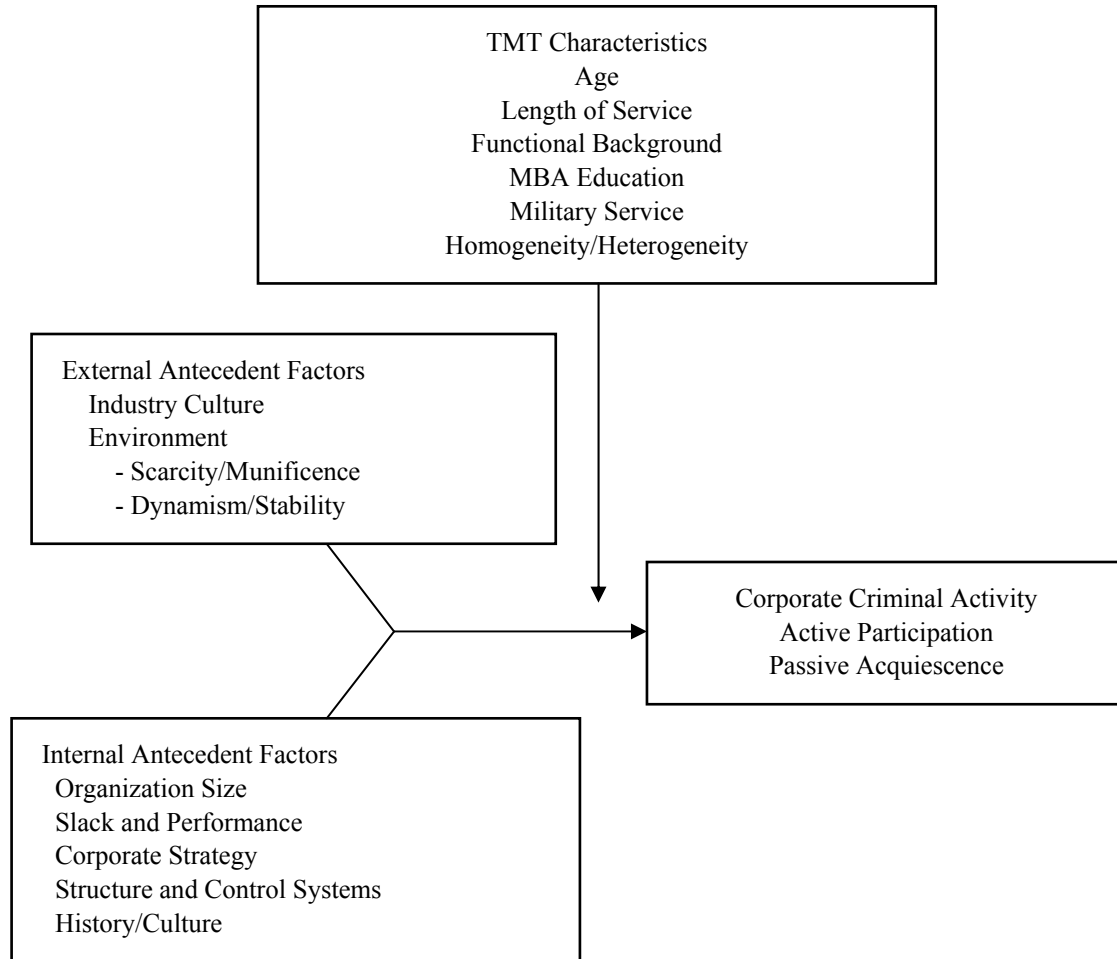 TMT Characteristics
Age
Length of Service
Functional Background
MBA Education
Military Service
Homogeneity/Heterogeneity
External Antecedent Factors
Industry Culture
Environment
- Scarcity/Munificence
- Dynamism/Stability
Corporate Criminal Activity
Active Participation
Passive Acquiescence
Internal Antecedent Factors
Organization Size
Slack and Performance
Corporate Strategy
Structure and Control Systems
History/Culture